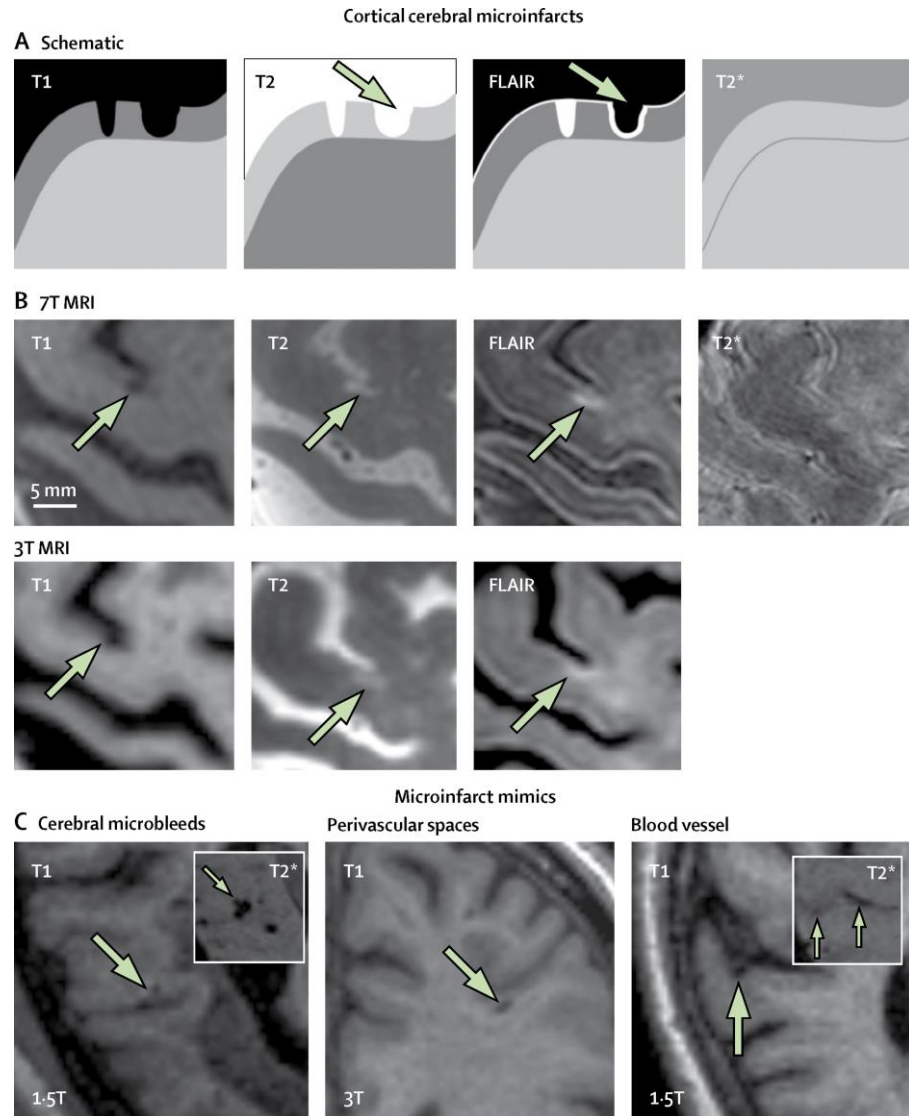 Cortical cerebral microinfarcts
A Schematic
T1
T2
FLAIR
T2*
B 7T MRI
T1
T2
FLAIR
T2*
5 mm
3T MRI
T1
T2
FLAIR
Microinfarct mimics
C Cerebral microbleeds
Perivascular spaces
Blood vessel
T1
T2*
T1
T1
T2*
1·5T
3T
1·5T